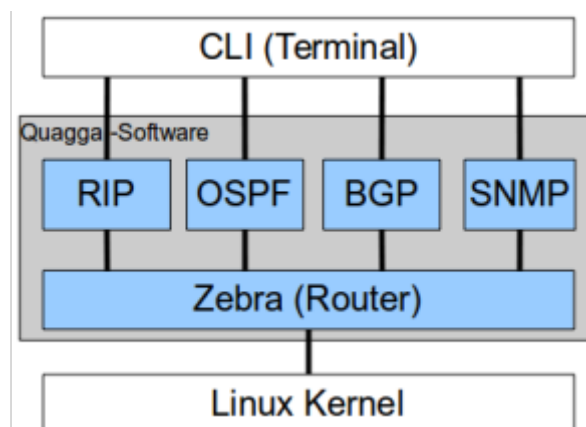 CLI (Terminal)
Quagga -Software
RIP OSPF BGP SNMP
Zebra (Router)
Linux Kernel